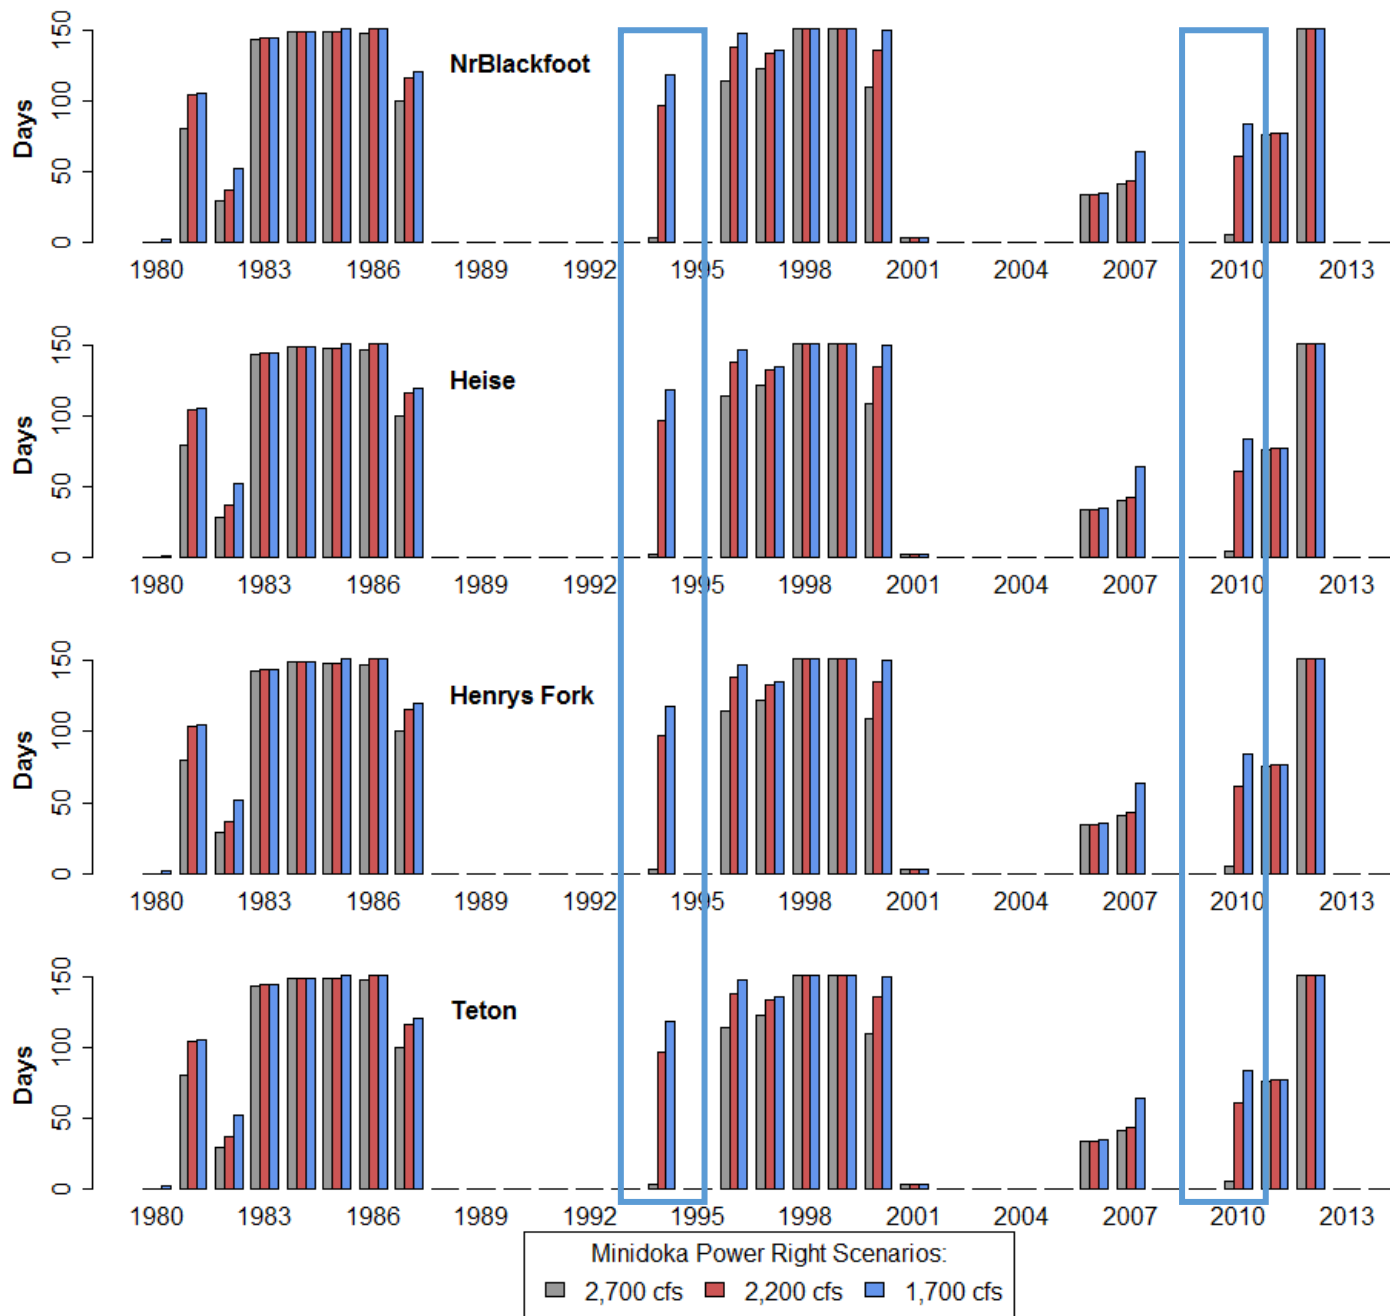 150
100
50
0
Days
NrBlackfoot
1980 1983 1986 1989 1992 1995 1998 2001 2004 2007 2010 2013
150
100
50
0
Days
Heise
1980 1983 1986 1989 1992 1995 1998 2001 2004 2007 2010 2013
150
100
50
0
Days
Henrys Fork
1980 1983 1986 1989 1992 1995 1998 2001 2004 2007 2010 2013
150
100
50
0
Days
Teton
1980 1983 1986 1989 1992 1995 1998 2001 2004 2007 2010 2013
Minidoka Power Right Scenarios:
2,700 cfs 2,200 cfs 1,700 cfs